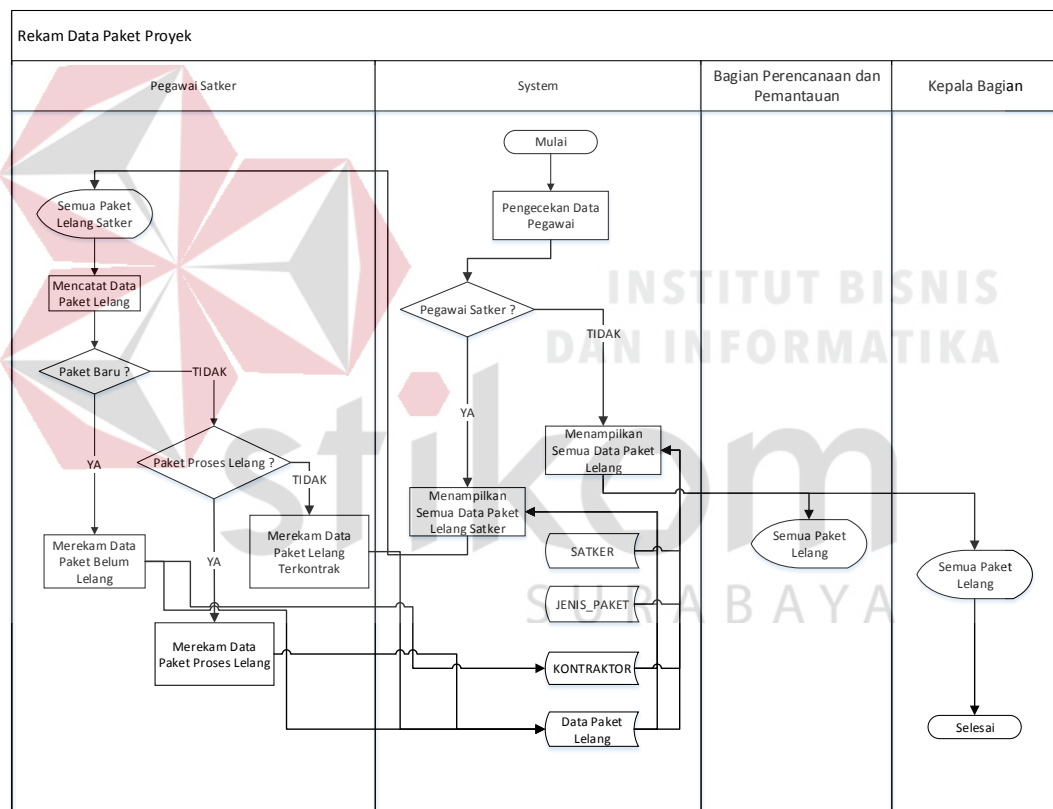 Rekam Data Paket Proyek
Pegawai Satker
System
Bagian Perencanaan dan
Pemantauan
Kepala Bagian
Mulai
Pengecekan Data
Pegawai
Semua Paket
Lelang Satker
Mencatat Data
Paket Lelang
Pegawai Satker ?
TIDAK
Paket Baru ?
TIDAK
YA
Menampilkan
Semua Data Paket
Lelang
YA
Paket Proses Lelang ?
TIDAK
Menampilkan
Semua Data Paket
Lelang Satker
Merekam Data
Paket Belum
Lelang
YA
Merekam Data
Paket Lelang
Terkontrak
SATKER
Semua Paket
Lelang
Semua Paket
Lelang
JENIS_PAKET
Merekam Data
Paket Proses Lelang
KONTRAKTOR
Data Paket
Lelang
Selesai
INSTITUT BISNIS
DAN INFORMATIKA
stikom
SURABAYA